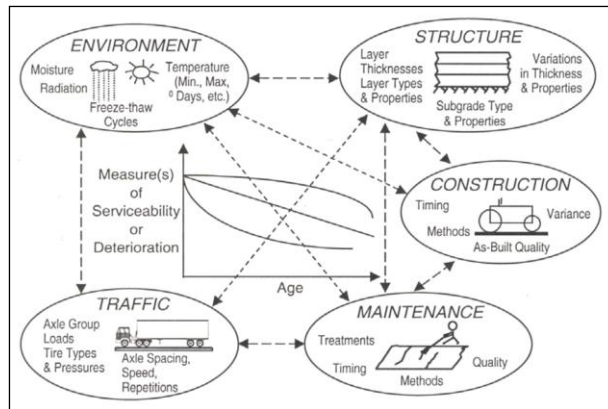 ENVIRONMENT
Moisture
Radiation
Temperature
(Min., Max,
0 Days, etc.)
Freeze-thaw
Cycles
STRUCTURE
Layer
Thicknesses
Layer Types
& Properties
Variations
in Thickness
& Properties
Subgrade Type
& Properties
Measure(s)
of
Serviceability
or
Deterioration
Age
CONSTRUCTION
Timing
Methods
Variance
As-Built Quality
TRAFFIC
Axle Group
Loads
Tire Types
& Pressures
Axle Spacing,
Speed,
Repetitions
MAINTENANCE
Treatments
Timing
Methods
Quality